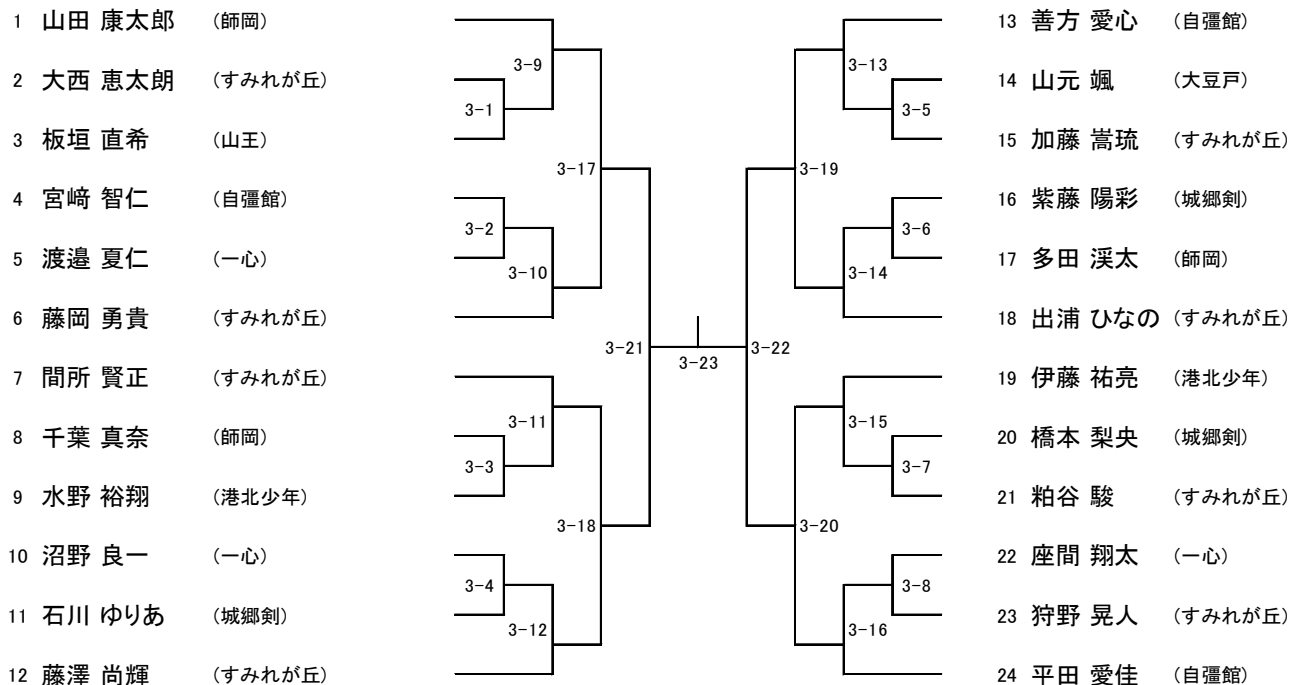 1 山田 康太郎 (師岡)
2 大西 恵太朗 (すみれが丘)
3 板垣 直希 (山王)
4 宮﨑 智仁 (自彊館)
5 渡邉 夏仁 (一心)
6 藤岡 勇貴 (すみれが丘)
7 間所 賢正 (すみれが丘)
8 千葉 真奈 (師岡)
9 水野 裕翔 (港北少年)
10 沼野 良一 (一心)
11 石川 ゆりあ (城郷剣)
12 藤澤 尚輝 (すみれが丘)
3-9
3-1
3-17
3-2
3-10
3-21
3-11
3-3
3-18
3-4
3-12
3-23
3-13
3-5
3-19
3-6
3-14
3-22
3-15
3-7
3-20
3-8
3-16
13 善方 愛心 (自彊館)
14 山元 颯 (大豆戸)
15 加藤 嵩琉 (すみれが丘)
16 紫藤 陽彩 (城郷剣)
17 多田 渓太 (師岡)
18 出浦 ひなの (すみれが丘)
19 伊藤 祐亮 (港北少年)
20 橋本 梨央 (城郷剣)
21 粕谷 駿 (すみれが丘)
22 座間 翔太 (一心)
23 狩野 晃人 (すみれが丘)
24 平田 愛佳 (自彊館)